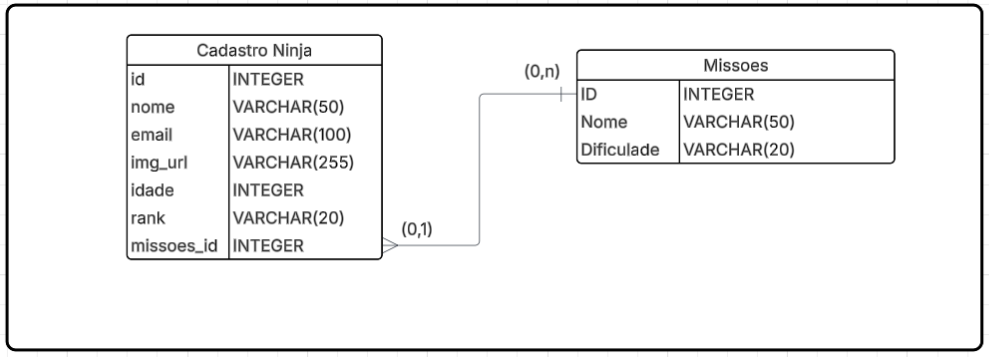 Cadastro Ninja
id INTEGER
nome VARCHAR(50)
email VARCHAR(100)
img_url VARCHAR(255)
idade INTEGER
rank VARCHAR(20)
missoes_id INTEGER
(0,1)
(0,n)
Missoes
ID INTEGER
Nome VARCHAR(50)
Dificulade VARCHAR(20)